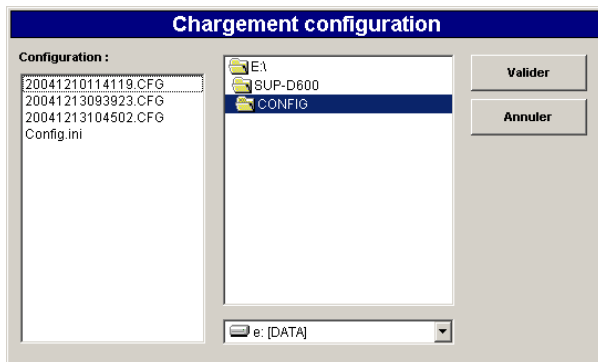 Chargement configuration
Configuration :
20041210114119.CFG
20041213093923.CFG
20041213104502.CFG
Config.ini
E:\
SUP-D600
CONFIG
e: [DATA]
Valider
Annuler